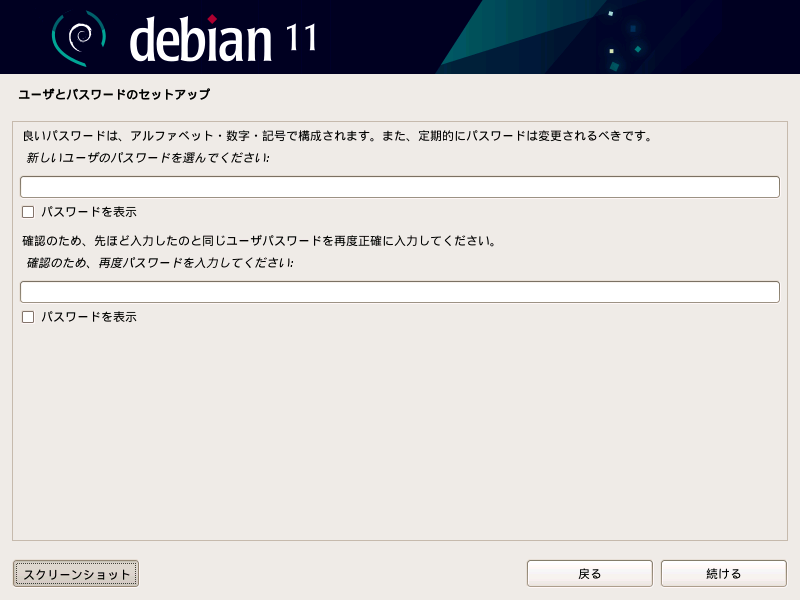 debian 11
ユーザとパスワードのセットアップ
良いパスワードは、アルファベット・数字・記号で構成されます。また、定期的にパスワードは変更されるべきです。
新しいユーザのパスワードを選んでください:
パスワードを表示
確認のため、先ほど入力したのと同じユーザパスワードを再度正確に入力してください。
確認のため、再度パスワードを入力してください:
パスワードを表示
スクリーンショット
戻る
続ける